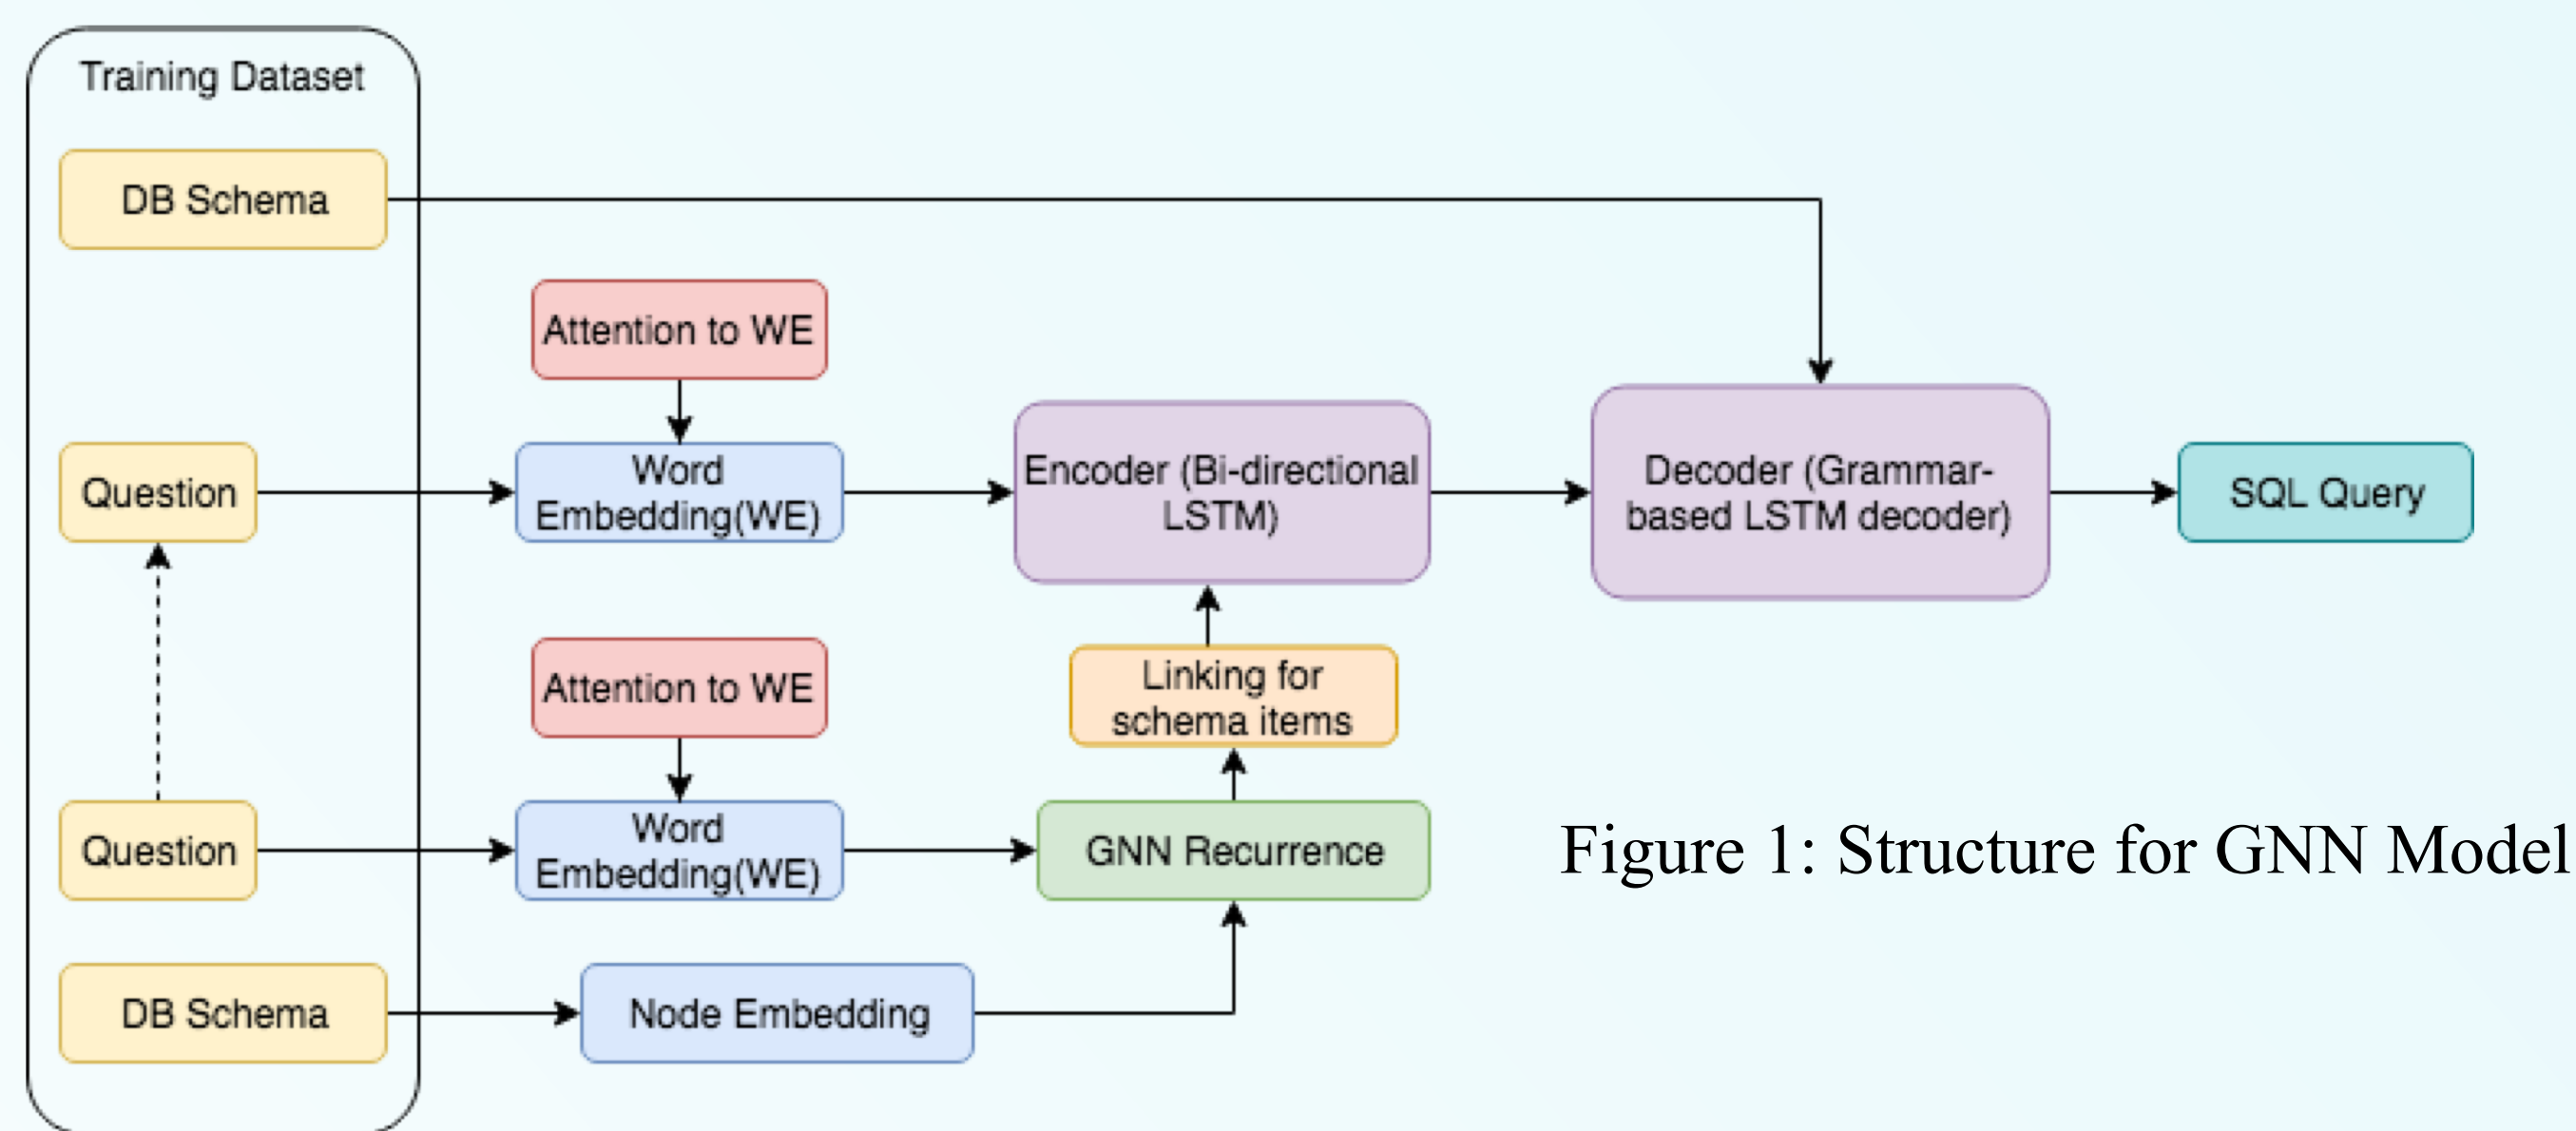 Training Dataset
DB Schema
Attention to WE
Question
Word
Embedding(WE)
Encoder (Bi-directional
LSTM)
Decoder (Grammar-
based LSTM decoder)
SQL Query
Attention to WE
Linking for
schema items
Question
Word
Embedding(WE)
GNN Recurrence
Figure 1: Structure for GNN Model
DB Schema
Node Embedding